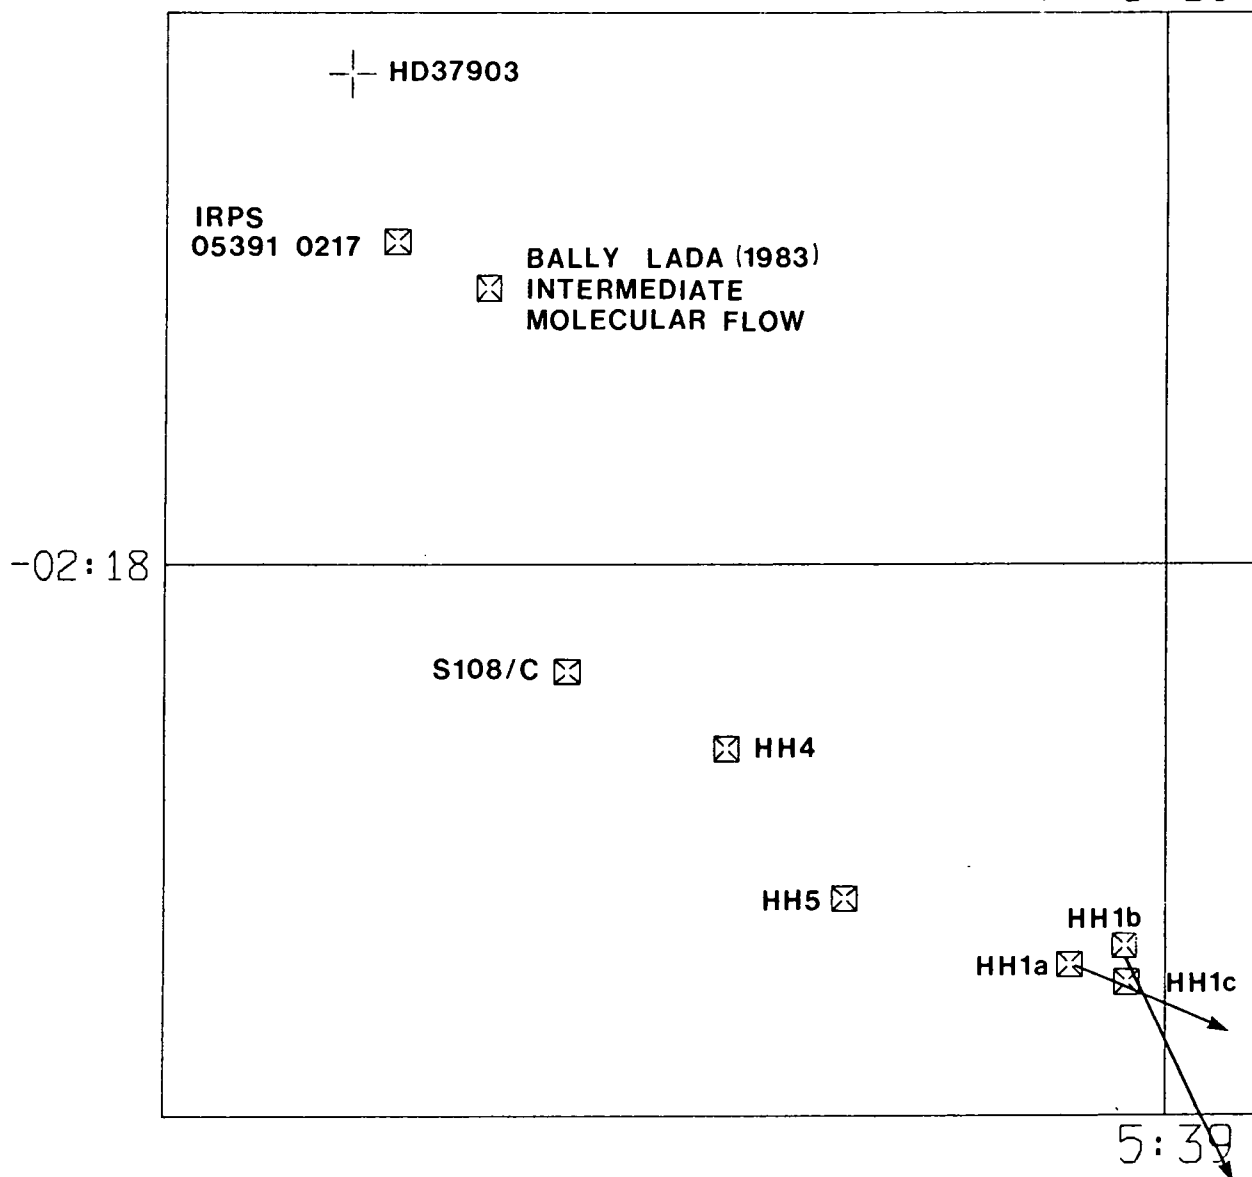 HD37903
IRPS
05391 0217
BALLY LADA (1983)
INTERMEDIATE
MOLECULAR FLOW
-02:18
S108/C
HH4
HH5
HH1b
HH1a
HH1c
5:39